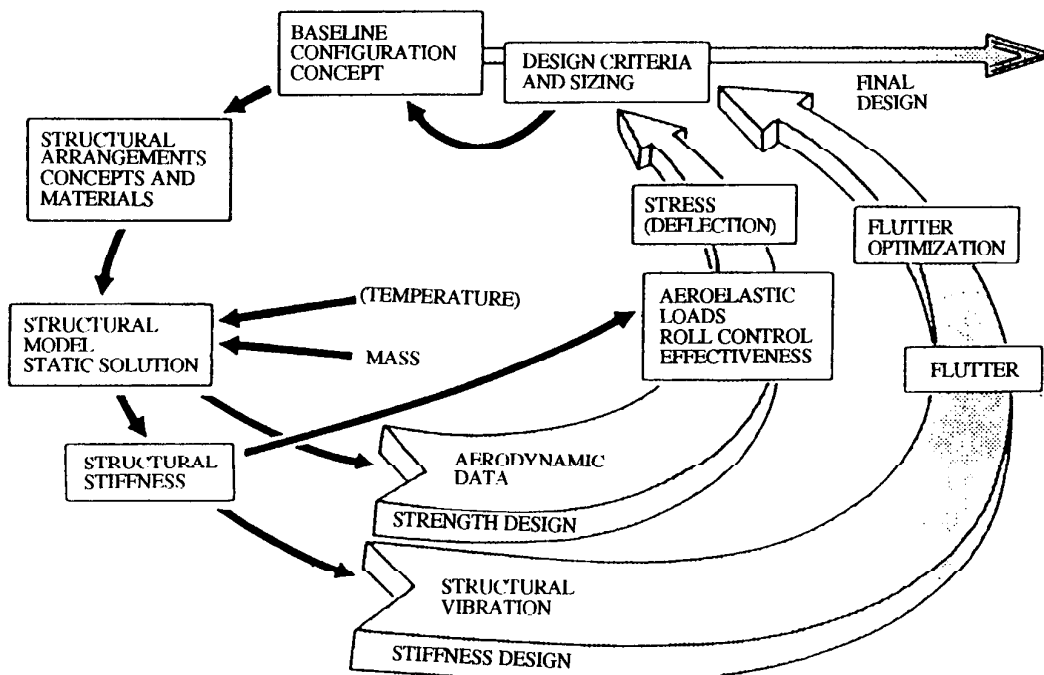 BASELINE
CONFIGURATION
CONCEPT
DESIGN CRITERIA
AND SIZING
FINAL
DESIGN
STRUCTURAL
ARRANGEMENTS
CONCEPTS AND
MATERIALS
STRESS
(DEFLECTION)
FLUTTER
OPTIMIZATION
(TEMPERATURE)
STRUCTURAL
MODEL
STATIC SOLUTION
MASS
AEROELASTIC
LOADS
ROLL CONTROL
EFFECTIVENESS
FLUTTER
STRUCTURAL
STIFFNESS
AERODYNAMIC
DATA
STRENGTH DESIGN
STRUCTURAL
VIBRATION
STIFFNESS DESIGN